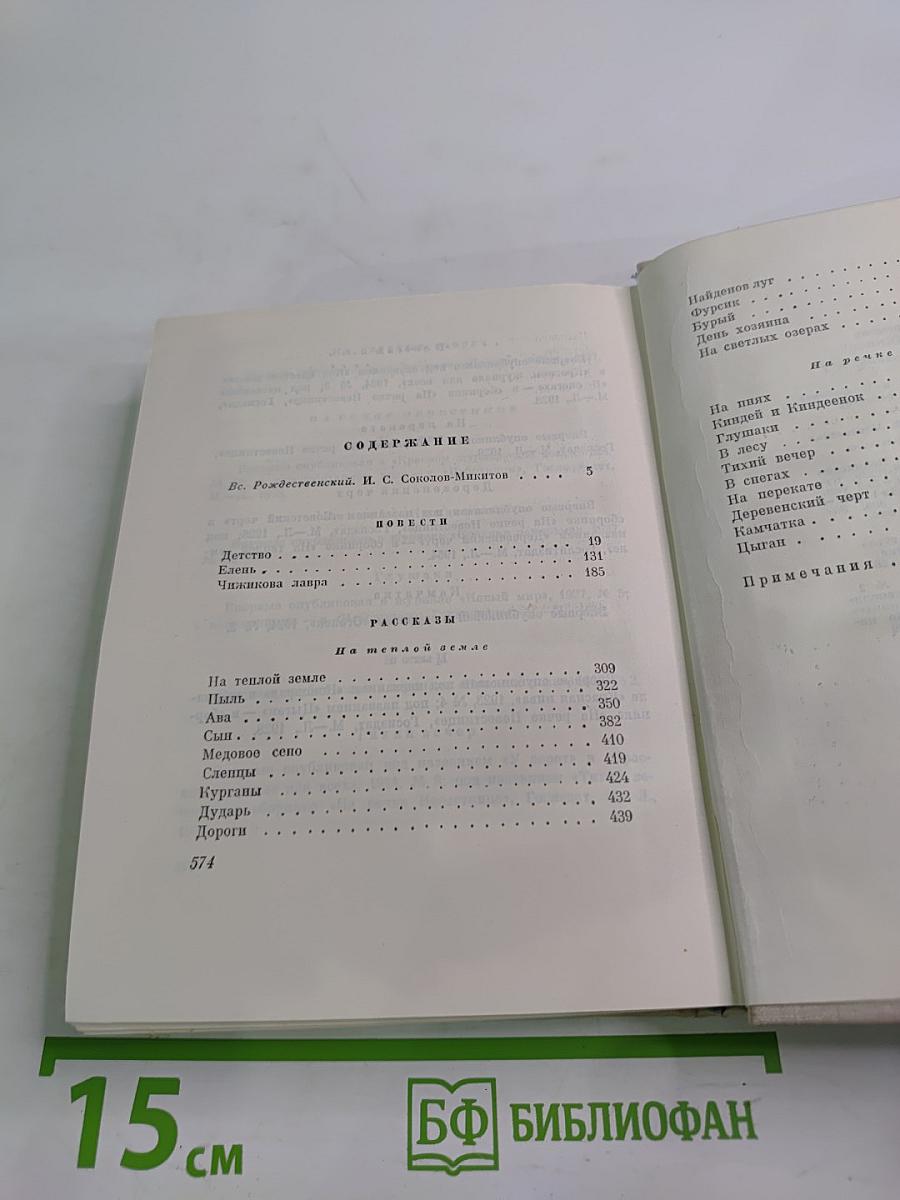 СОДЕРЖАНИЕ
Вс. Рождественский. И. С. Соколов-Микитов . . . . 5
ПОВЕСТИ
Детство . . . . . . . . . . . . . . . . . . . . 19
Елень . . . . . . . . . . . . . . . . . . . . 131
Чижикова лавра . . . . . . . . . . . . . . . . 185
РАССКАЗЫ
На теплой земле
На теплой земле . . . . . . . . . . . . . . . . 309
Пыль . . . . . . . . . . . . . . . . . . . . 322
Ава . . . . . . . . . . . . . . . . . . . . 350
Сын . . . . . . . . . . . . . . . . . . . . 382
Медовое сено . . . . . . . . . . . . . . . . 410
Слепцы . . . . . . . . . . . . . . . . . . . . 419
Курганы . . . . . . . . . . . . . . . . . . . . 424
Дударь . . . . . . . . . . . . . . . . . . . . 432
Дороги . . . . . . . . . . . . . . . . . . . . 439
574
Найденов луг . . . . . . . .
Фурсик . . . . . . . .
Бурый . . . . . . . .
День хозяина . . . . . . . .
На светлых озерах . . . . . .
На речке
На пнях . . . . . . . .
Киндей и Киндеенок . . .
Глушаки . . . . . . . .
В лесу . . . . . . . .
Тихий вечер . . . . . .
В снегах . . . . . . . .
На перекате . . . . . .
Деревенский черт . . .
Камчатка . . . . . . . .
Цыган . . . . . . . .
Примечания .
15 см
БФ БИБЛИОФАН